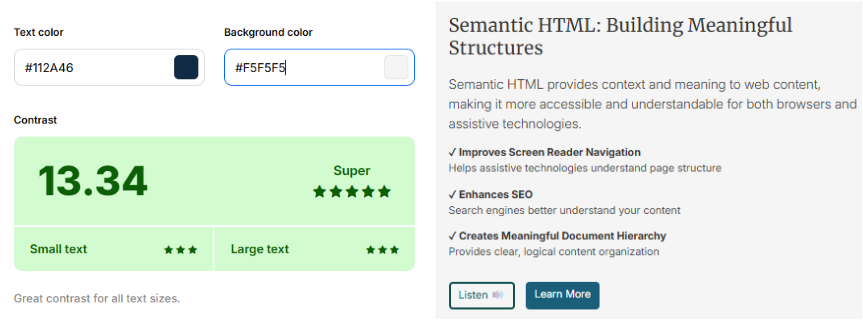 Text color
Background color
#112A46
#F5F5F5
Contrast
13.34
Super
Small text
Large text
Great contrast for all text sizes.
Semantic HTML: Building Meaningful
Structures
Semantic HTML provides context and meaning to web content,
making it more accessible and understandable for both browsers and
assistive technologies.
✓ Improves Screen Reader Navigation
Helps assistive technologies understand page structure
✓ Enhances SEO
Search engines better understand your content
✓ Creates Meaningful Document Hierarchy
Provides clear, logical content organization
Listen 🔊
Learn More